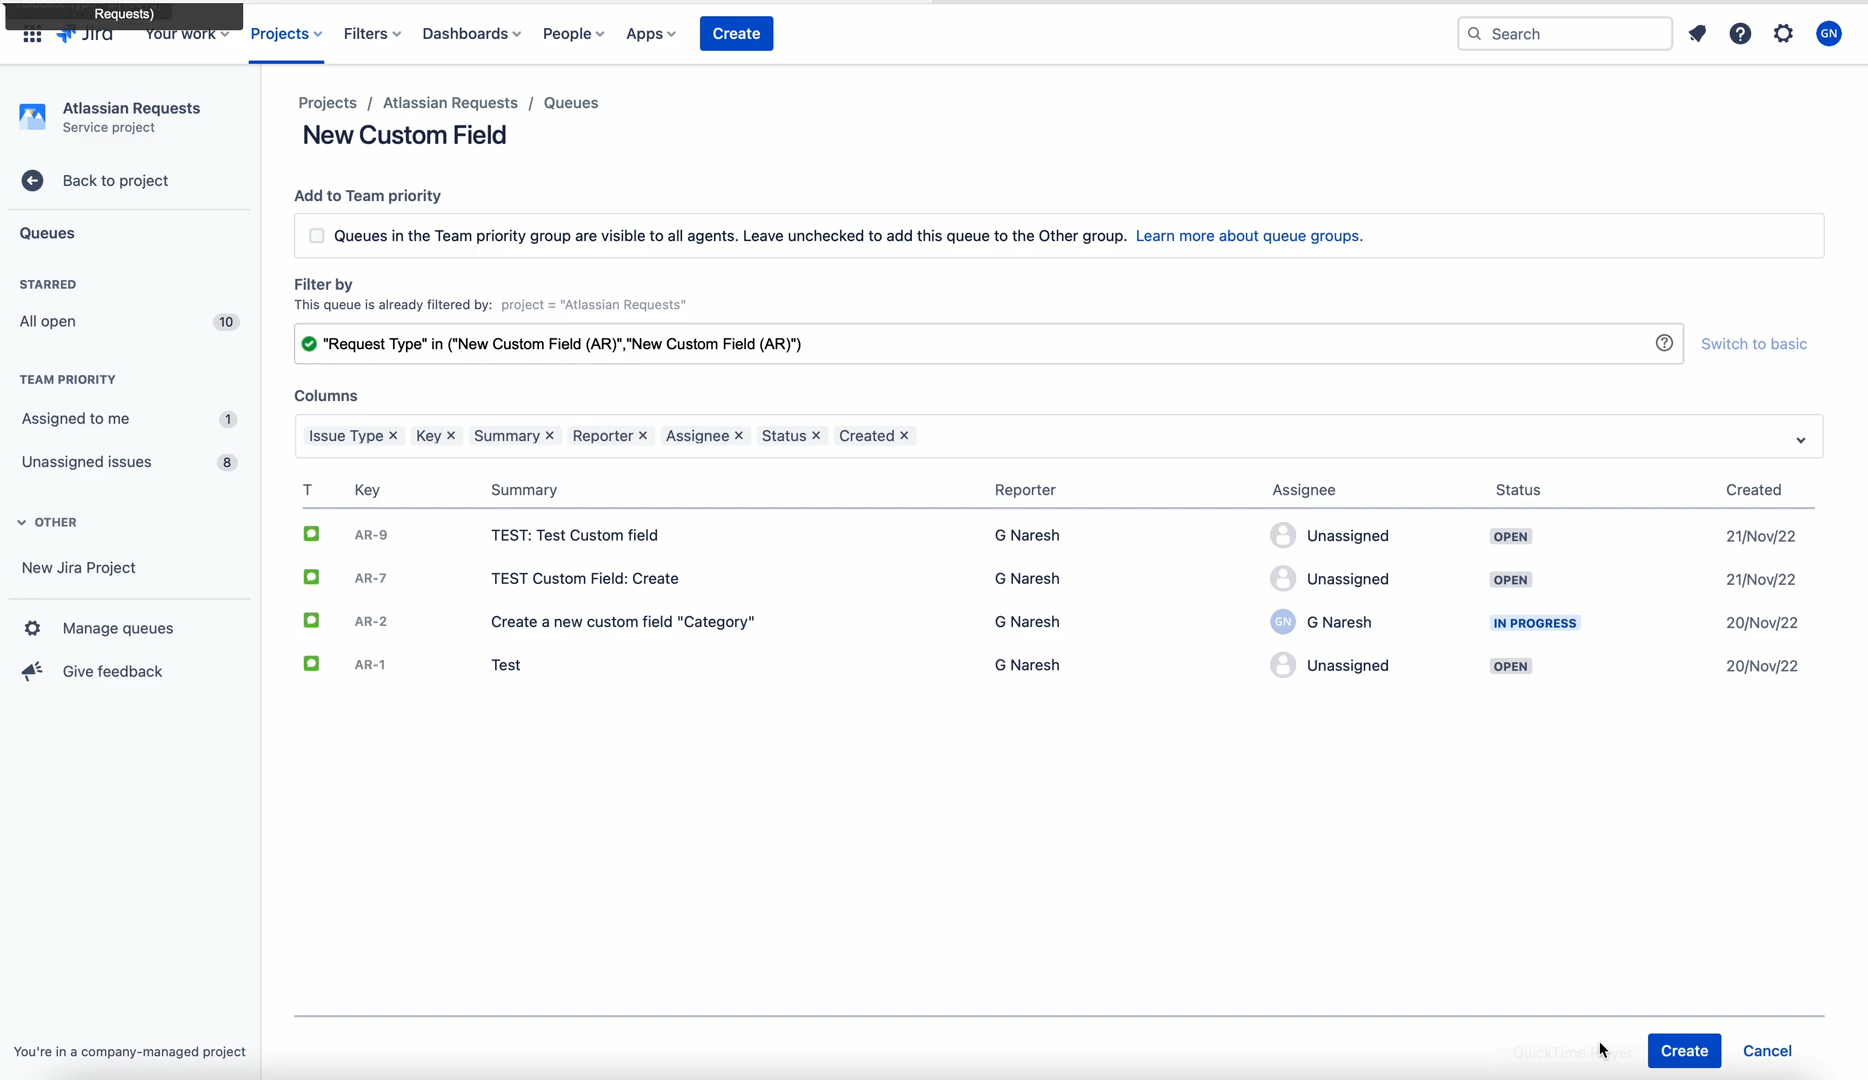 Requests)
Jira
Your work
Projects
Filters
Dashboards
People
Apps
Create
Search
GN
Atlassian Requests
Service project
Back to project
Queues
STARRED
All open 10
TEAM PRIORITY
Assigned to me 1
Unassigned issues 8
OTHER
New Jira Project
Manage queues
Give feedback
You're in a company-managed project
Projects / Atlassian Requests / Queues
New Custom Field
Add to Team priority
Queues in the Team priority group are visible to all agents. Leave unchecked to add this queue to the Other group. Learn more about queue groups.
Filter by
This queue is already filtered by: project = "Atlassian Requests"
"Request Type" in ("New Custom Field (AR)","New Custom Field (AR)")
Switch to basic
Columns
Issue Type × Key × Summary × Reporter × Assignee × Status × Created ×
T Key Summary Reporter Assignee Status Created
AR-9 TEST: Test Custom field G Naresh Unassigned OPEN 21/Nov/22
AR-7 TEST Custom Field: Create G Naresh Unassigned OPEN 21/Nov/22
AR-2 Create a new custom field "Category" G Naresh GN G Naresh IN PROGRESS 20/Nov/22
AR-1 Test G Naresh Unassigned OPEN 20/Nov/22
QuickTime Player
Create
Cancel